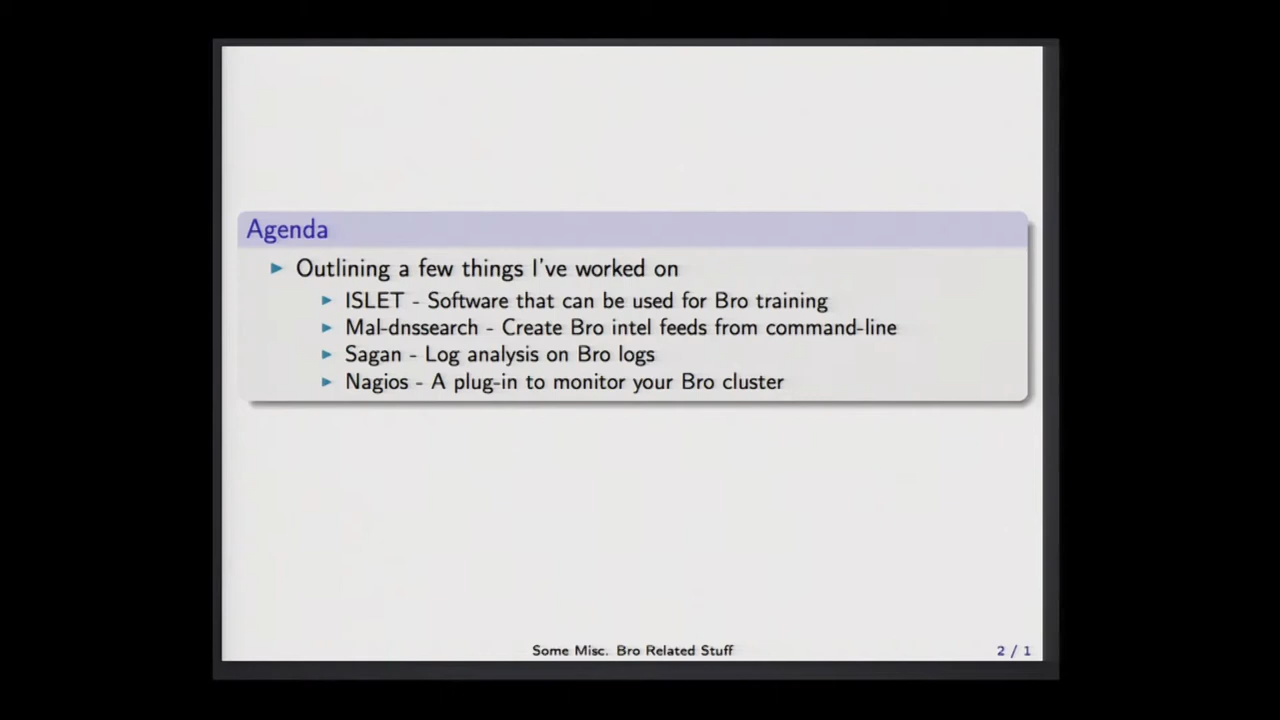 Agenda
Outlining a few things I've worked on
ISLET - Software that can be used for Bro training
Mal-dnssearch - Create Bro intel feeds from command-line
Sagan - Log analysis on Bro logs
Nagios - A plug-in to monitor your Bro cluster
Some Misc. Bro Related Stuff
2 / 1